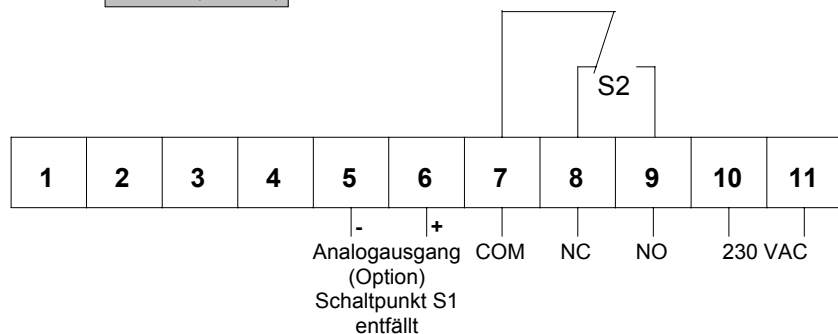 S2
1 2 3 4 5 6 7 8 9 10 11
- +
Analogausgang COM NC NO 230 VAC
(Option)
Schaltpunkt S1
entfällt